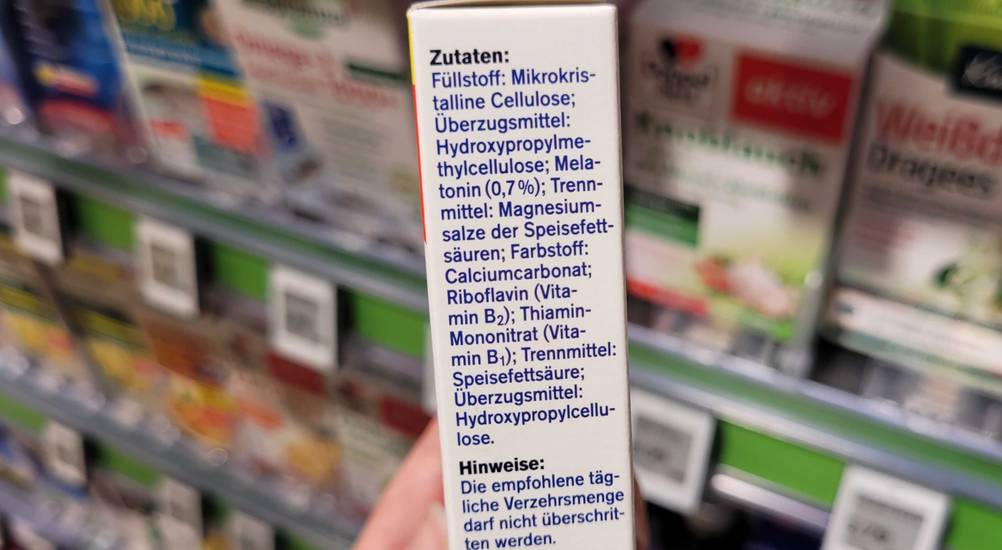 Zutaten:
Füllstoff: Mikrokris-
talline Cellulose;
Überzugsmittel:
Hydroxypropylme-
thylcellulose; Mela-
tonin (0,7 %); Trenn-
mittel: Magnesium-
salze der Speisefett-
säuren; Farbstoff:
Calciumcarbonat;
Riboflavin (Vita-
min B₂); Thiamin-
Mononitrat (Vita-
min B₁); Trennmittel:
Speisefettsäure;
Überzugsmittel:
Hydroxypropylcellu-
lose.
Hinweise:
Die empfohlene täg-
liche Verzehrsmenge
darf nicht überschrit-
ten werden.
aktiv
Dragees